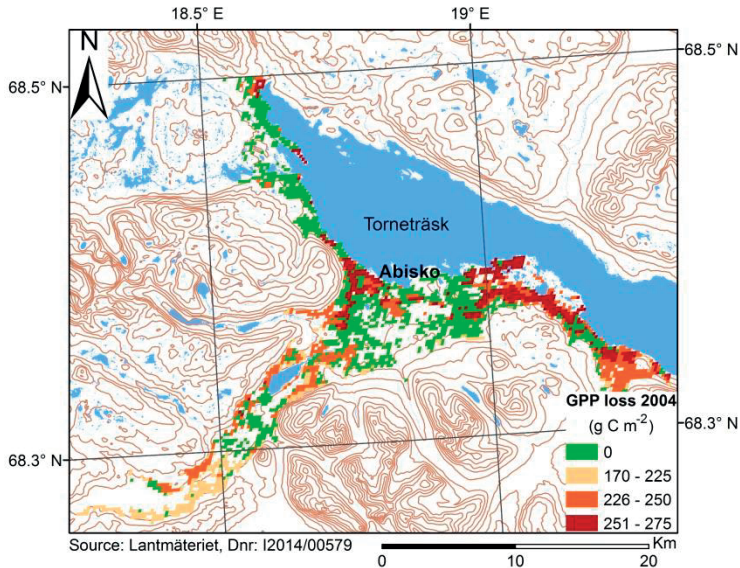 18.5° E
19° E
N
68.5° N
68.5° N
Torneträsk
Abisko
GPP loss 2004
(g C m⁻²)
0
170 - 225
226 - 250
251 - 275
68.3° N
68.3° N
Source: Lantmäteriet, Dnr: I2014/00579
Km
0
10
20